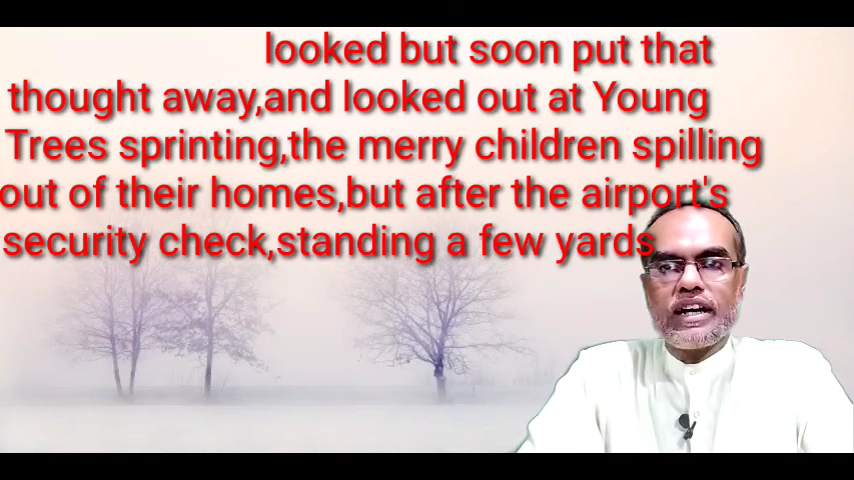 looked but soon put that
thought away,and looked out at Young
Trees sprinting,the merry children spilling
out of their homes,but after the airport's
security check,standing a few yards